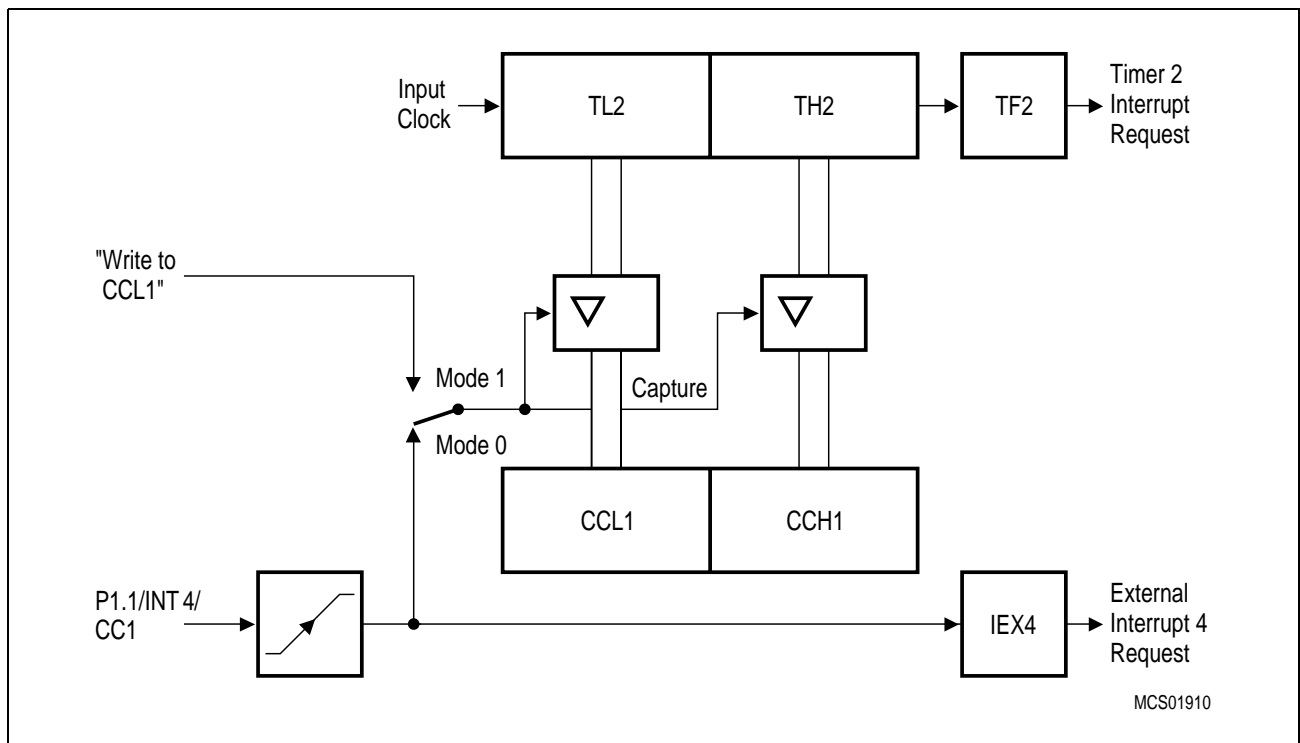 Input
Clock
TL2
TH2
TF2
Timer 2
Interrupt
Request
"Write to
CCL1"
Mode 1
Capture
Mode 0
CCL1
CCH1
P1.1/INT 4/
CC1
IEX4
External
Interrupt 4
Request
MCS01910